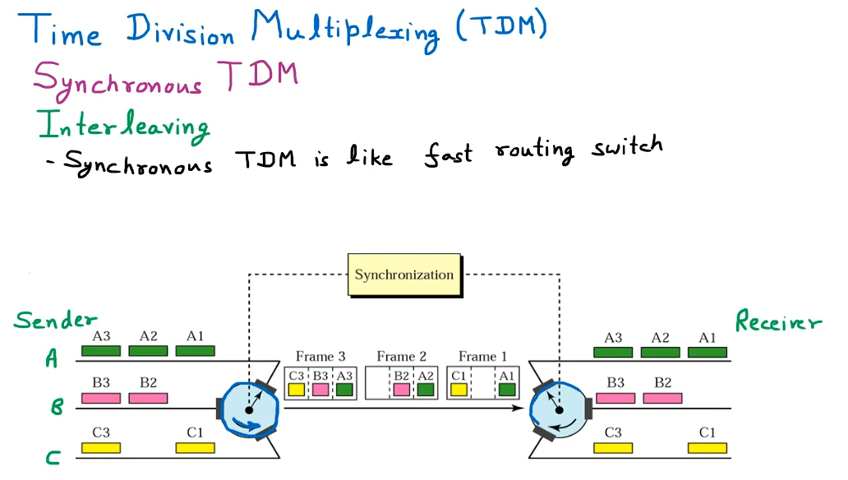 Time Division Multiplexing (TDM)
Synchronous TDM
Interleaving
- Synchronous TDM is like fast routing switch
Synchronization
Sender
Receiver
A3 A2 A1
A
B3 B2
B
C3 C1
C
Frame 3 Frame 2 Frame 1
C3 B3 A3 B2 A2 C1 A1
A3 A2 A1
B3 B2
C3 C1